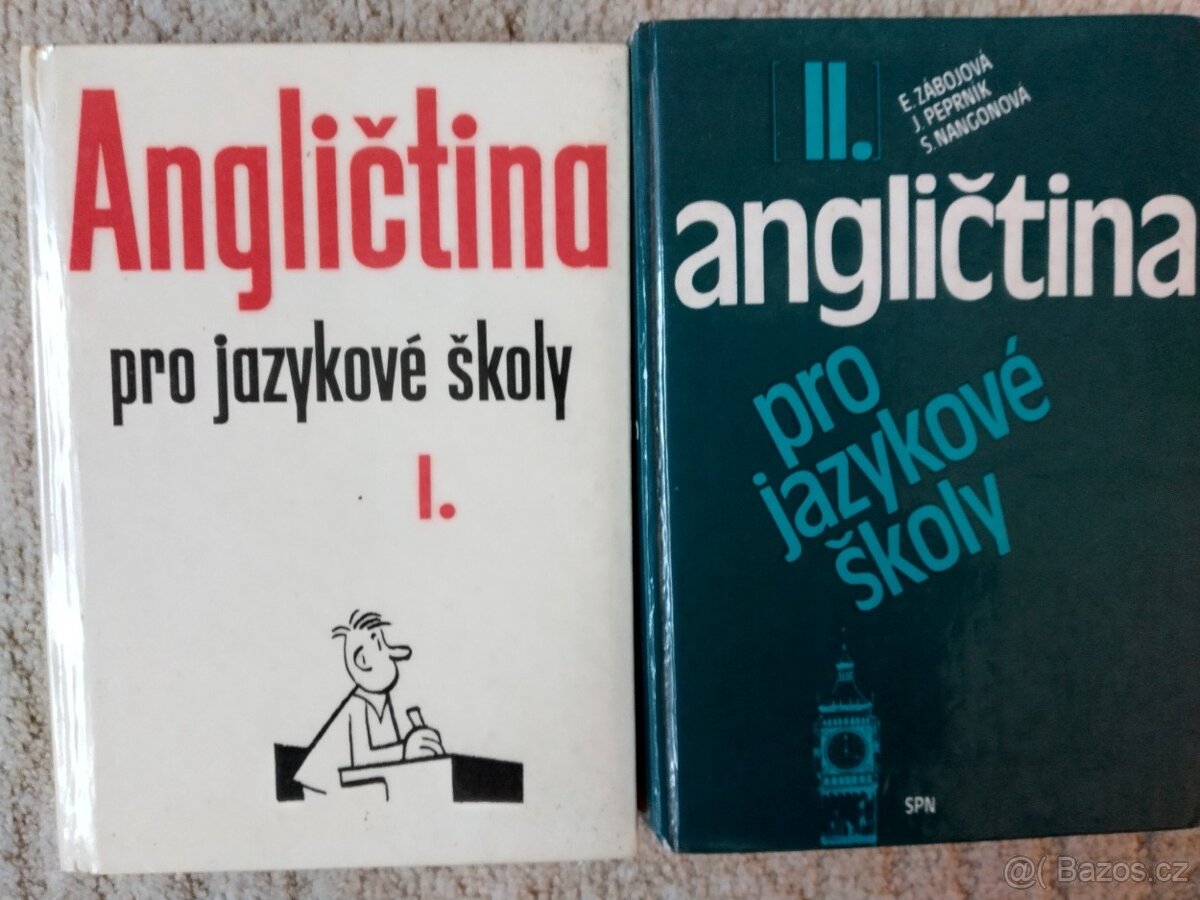 Angličtina
pro jazykové školy
I.
[II.]
E. ZÁBOJOVÁ
J. PEPRNÍK
S. NANGONOVÁ
angličtina
pro
jazykové
školy
SPN
@( Bazos.cz